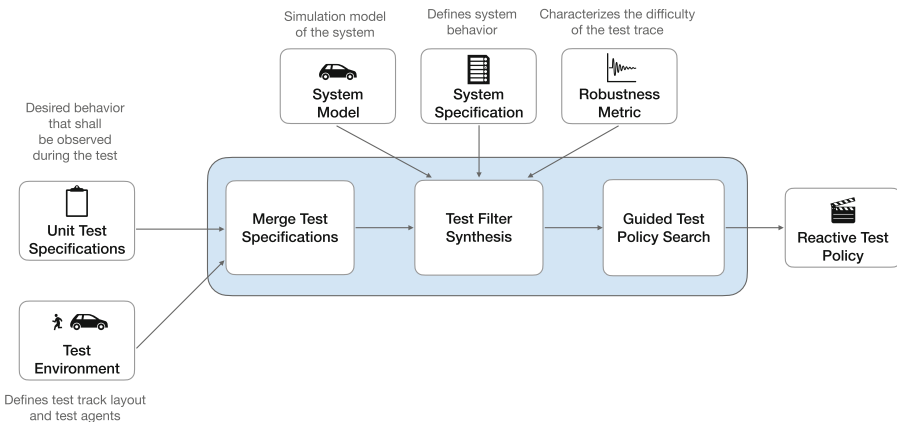 Simulation model
of the system
Defines system
behavior
Characterizes the difficulty
of the test trace
System
Model
System
Specification
Robustness
Metric
Desired behavior
that shall
be observed
during the test
Unit Test
Specifications
Merge Test
Specifications
Test Filter
Synthesis
Guided Test
Policy Search
Reactive Test
Policy
Test
Environment
Defines test track layout
and test agents